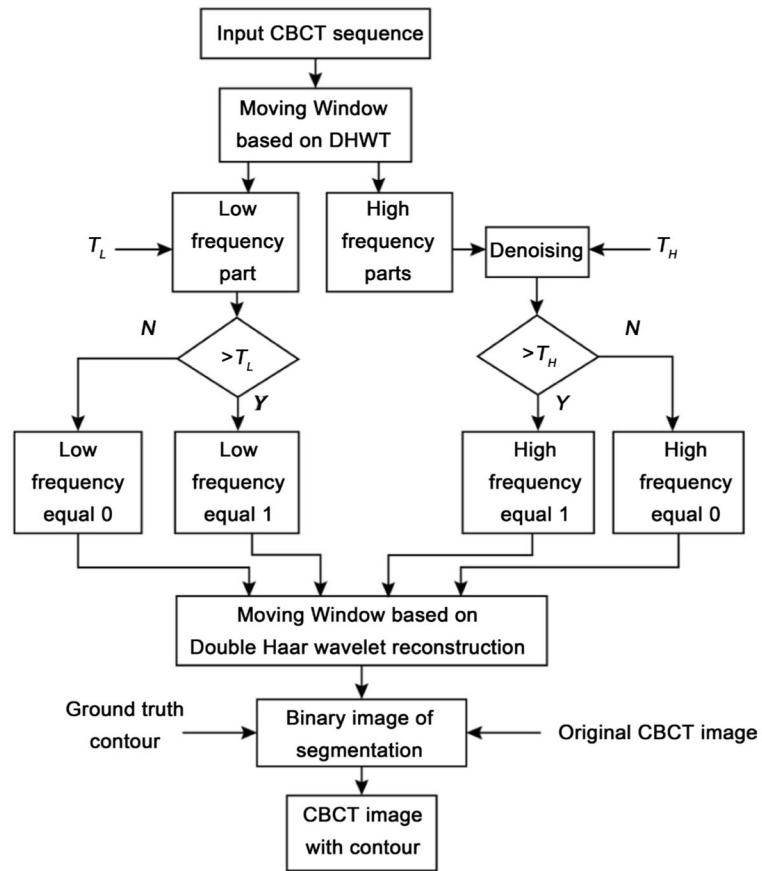 Input CBCT sequence
Moving Window
based on DHWT
Low
frequency
part
High
frequency
parts
T_L
Denoising
T_H
N
>T_L
Y
>T_H
N
Y
Low
frequency
equal 0
Low
frequency
equal 1
High
frequency
equal 1
High
frequency
equal 0
Moving Window based on
Double Haar wavelet reconstruction
Ground truth
contour
Binary image of
segmentation
Original CBCT image
CBCT image
with contour